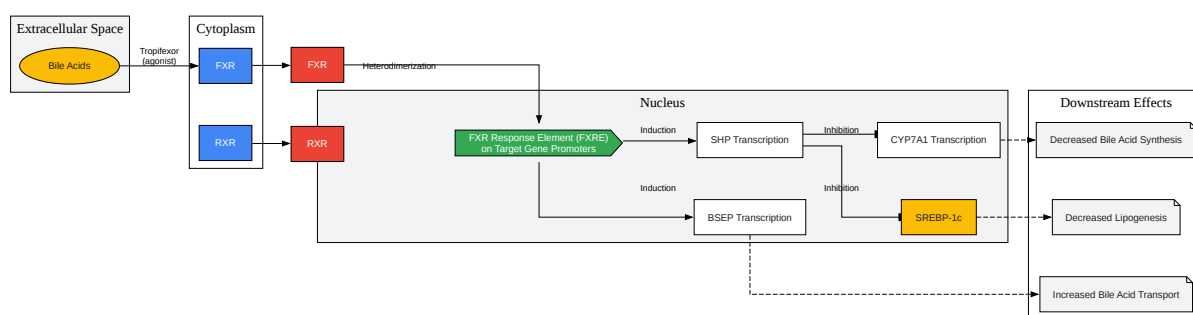 Extracellular Space
Bile Acids
Tropifexor
(agonist)
Cytoplasm
FXR
RXR
FXR
RXR
Heterodimerization
Nucleus
FXR Response Element (FXRE)
on Target Gene Promoters
Induction
SHP Transcription
Inhibition
CYP7A1 Transcription
Induction
BSEP Transcription
Inhibition
SREBP-1c
Downstream Effects
Decreased Bile Acid Synthesis
Decreased Lipogenesis
Increased Bile Acid Transport